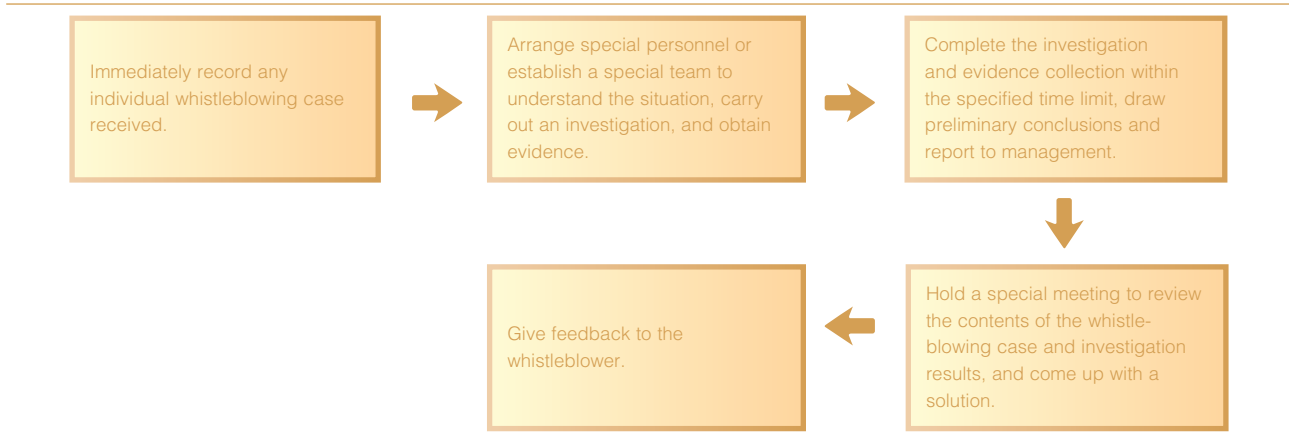 Immediately record any
individual whistleblowing case
received.
Arrange special personnel or
establish a special team to
understand the situation, carry
out an investigation, and obtain
evidence.
Complete the investigation
and evidence collection within
the specified time limit, draw
preliminary conclusions and
report to management.
Hold a special meeting to review
the contents of the whistle-
blowing case and investigation
results, and come up with a
solution.
Give feedback to the
whistleblower.